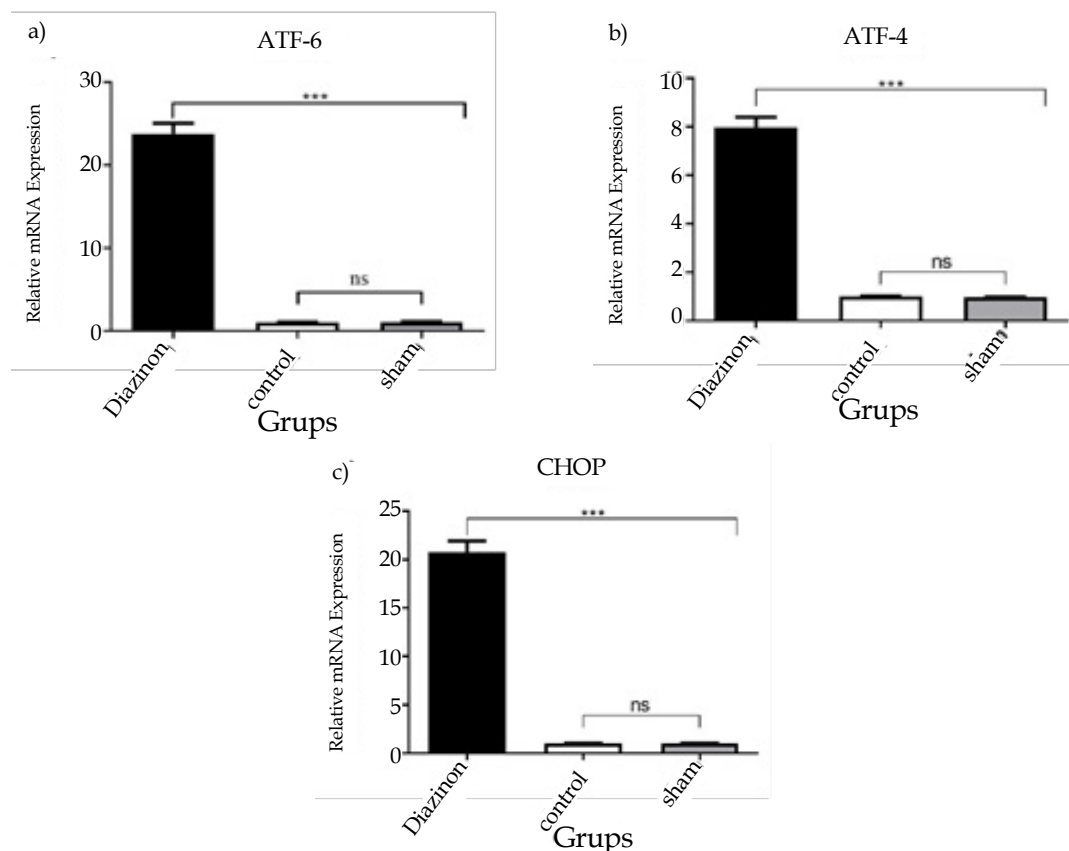 a)
ATF-6
Relative mRNA Expression
30
20
10
0
***
ns
Diazinon
control
sham
Grups
b)
ATF-4
Relative mRNA Expression
10
8
6
4
2
0
***
ns
Diazinon
control
sham
Grups
c)
CHOP
Relative mRNA Expression
25
20
15
10
5
0
***
ns
Diazinon
control
sham
Grups